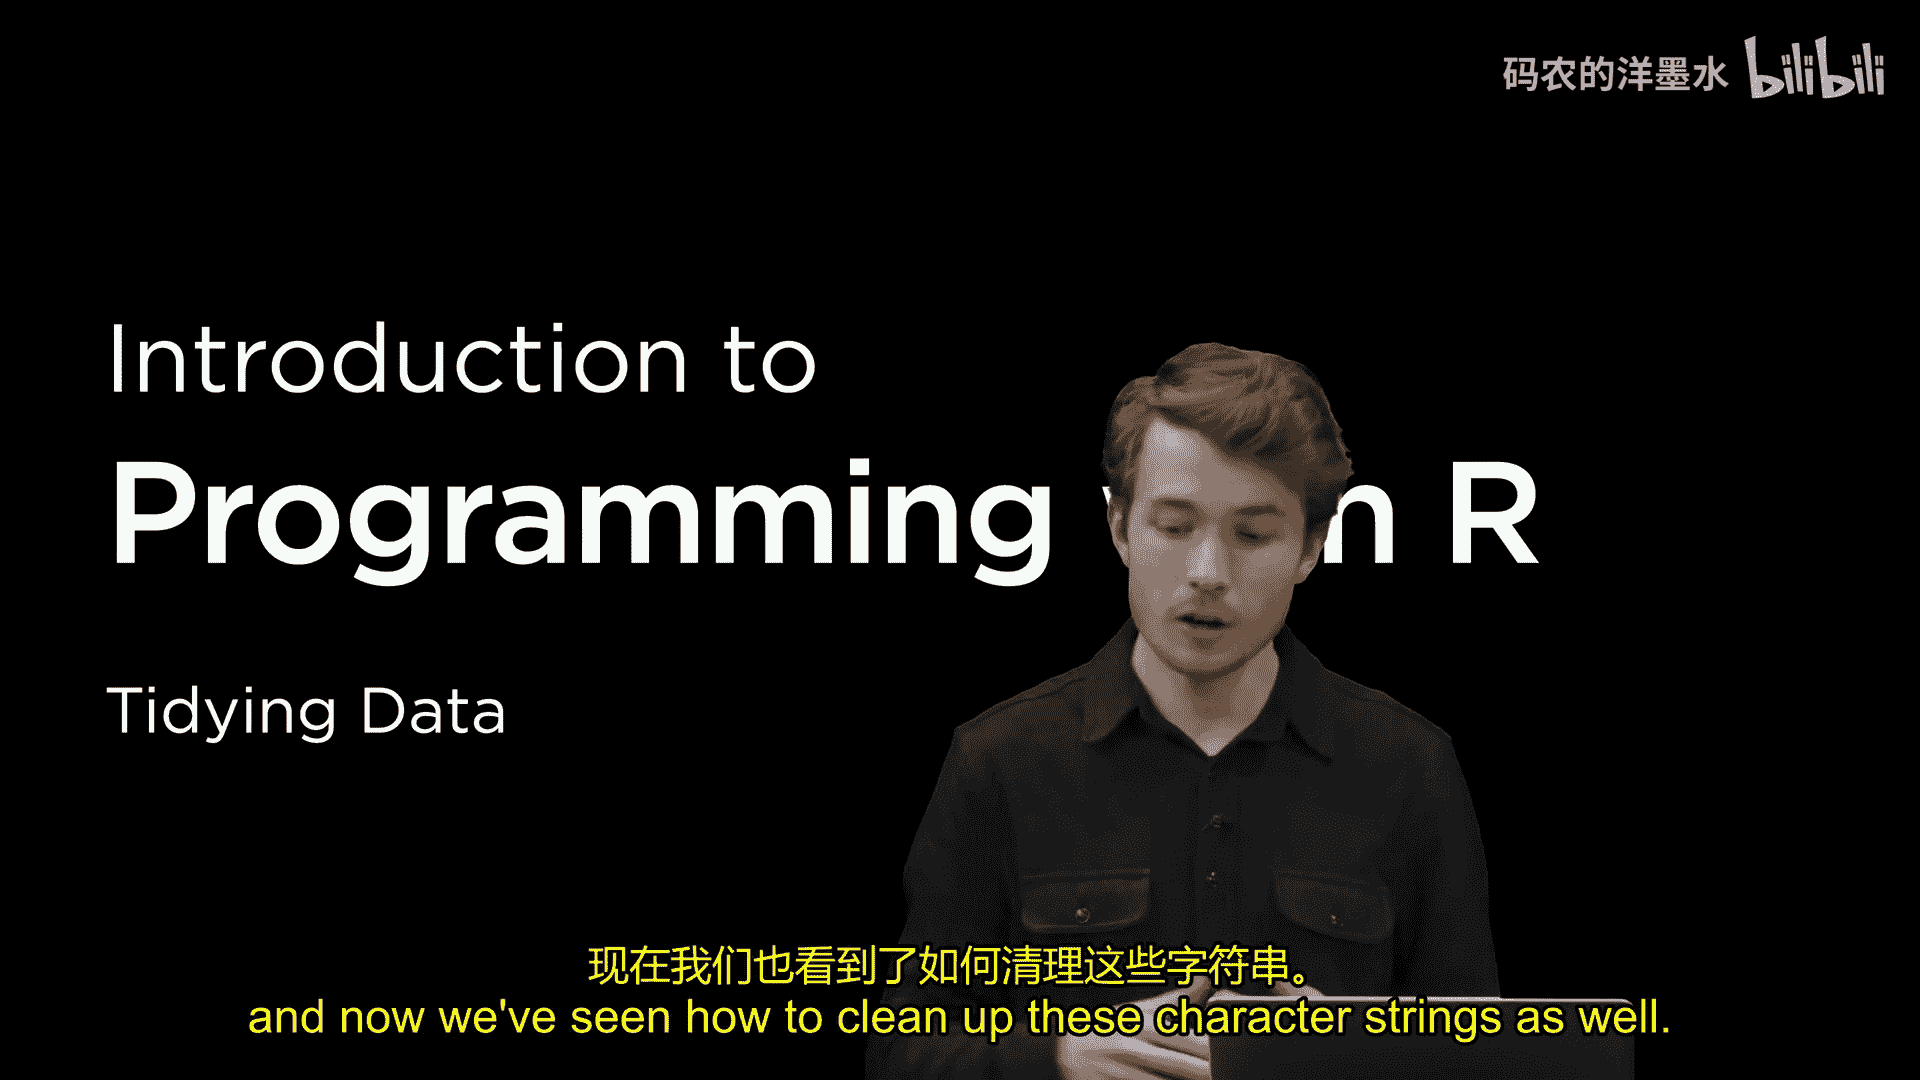 码农的洋墨水 bilibili
Introduction to
Programming n R
Tidying Data
现在我们也看到了如何清理这些字符串。
and now we've seen how to clean up these character strings as well.